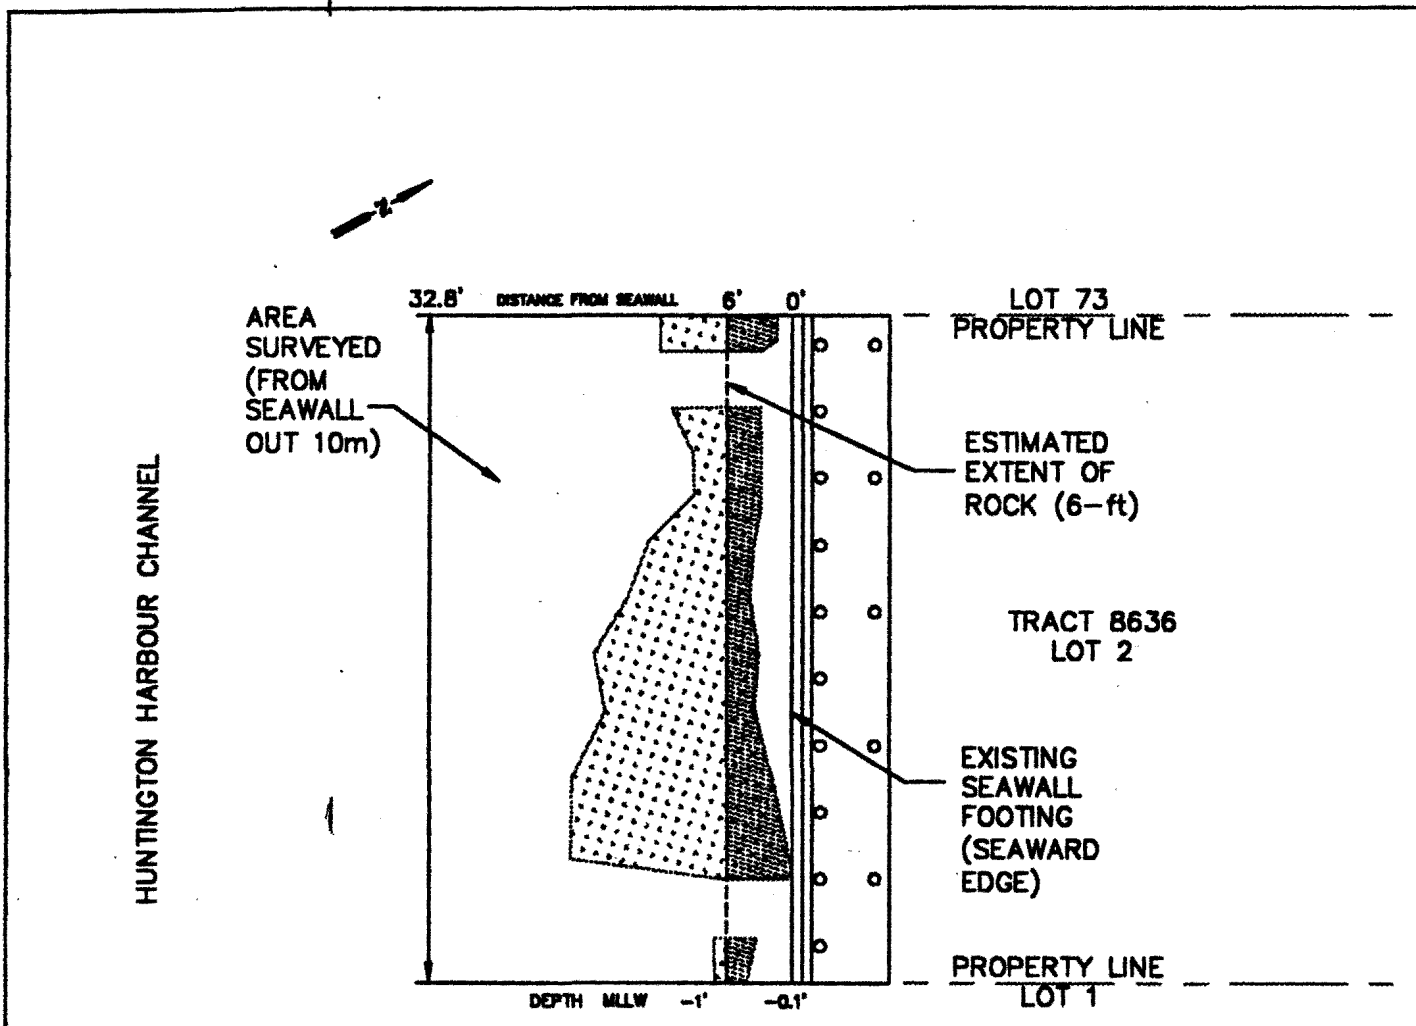 N
32.8' DISTANCE FROM SEAWALL 6' 0'
LOT 73
PROPERTY LINE
AREA
SURVEYED
(FROM
SEAWALL
OUT 10m)
ESTIMATED
EXTENT OF
ROCK (6-ft)
HUNTINGTON HARBOUR CHANNEL
TRACT 8636
LOT 2
EXISTING
SEAWALL
FOOTING
(SEAWARD
EDGE)
PROPERTY LINE
LOT 1
DEPTH MLLW -1' -0.1'